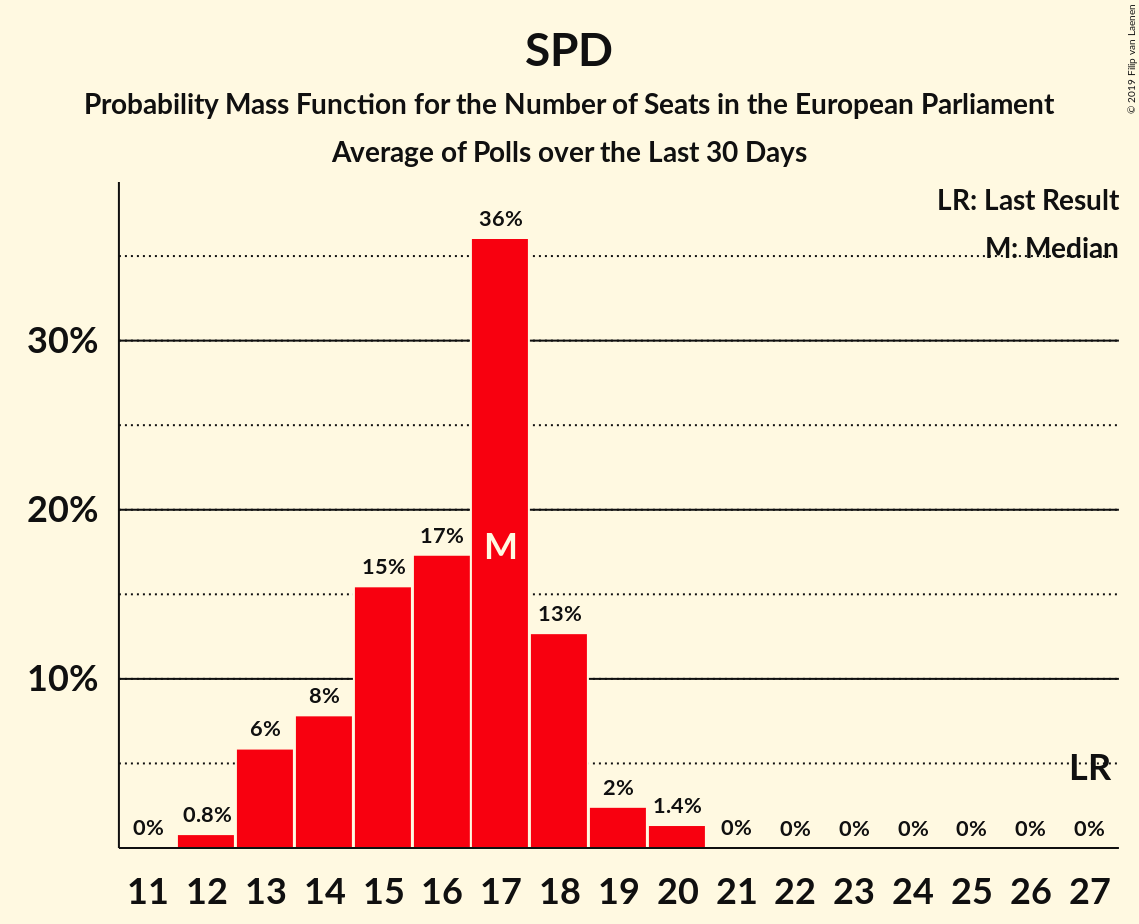 SPD
Probability Mass Function for the Number of Seats in the European Parliament
Average of Polls over the Last 30 Days
© 2019 Filip van Laenen
LR: Last Result
M: Median
36%
30%
20%
17%
M
15%
13%
10%
8%
6%
LR
2%
1.4%
0.8%
0% 0% 0% 0% 0% 0% 0% 0%
11 12 13 14 15 16 17 18 19 20 21 22 23 24 25 26 27